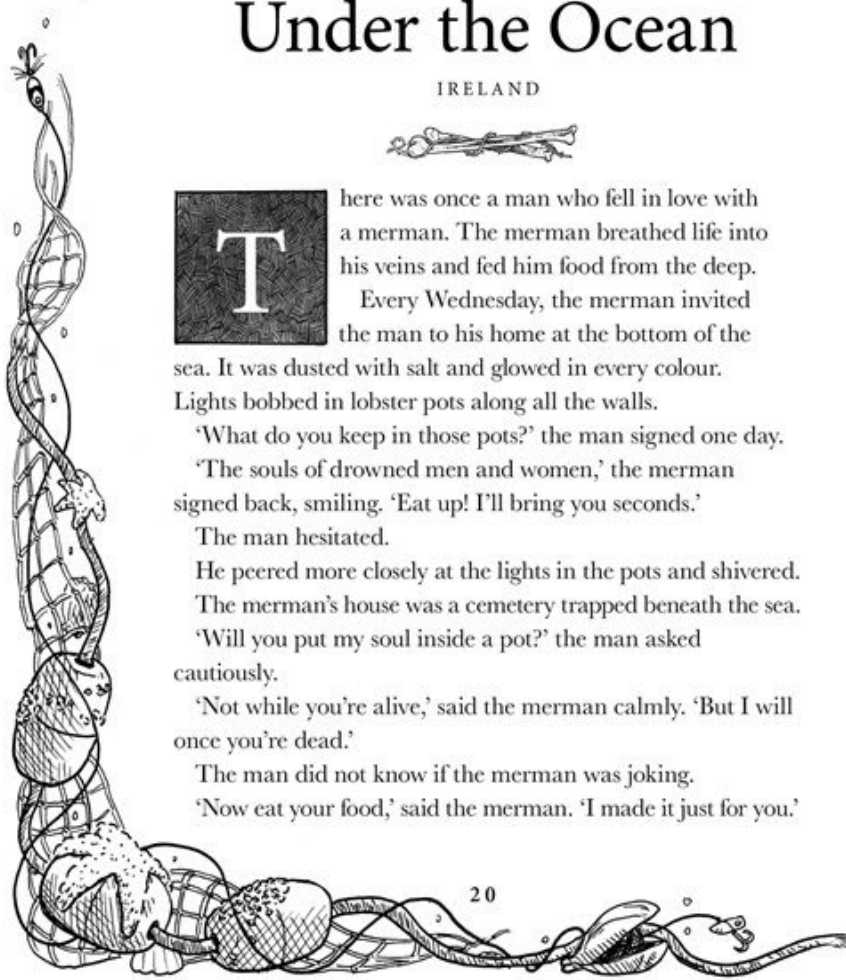 Under the Ocean
IRELAND
There was once a man who fell in love with
a merman. The merman breathed life into
his veins and fed him food from the deep.
Every Wednesday, the merman invited
the man to his home at the bottom of the
sea. It was dusted with salt and glowed in every colour.
Lights bobbed in lobster pots along all the walls.
‘What do you keep in those pots?’ the man signed one day.
‘The souls of drowned men and women,’ the merman
signed back, smiling. ‘Eat up! I’ll bring you seconds.’
The man hesitated.
He peered more closely at the lights in the pots and shivered.
The merman’s house was a cemetery trapped beneath the sea.
‘Will you put my soul inside a pot?’ the man asked
cautiously.
‘Not while you’re alive,’ said the merman calmly. ‘But I will
once you’re dead.’
The man did not know if the merman was joking.
‘Now eat your food,’ said the merman. ‘I made it just for you.’
20